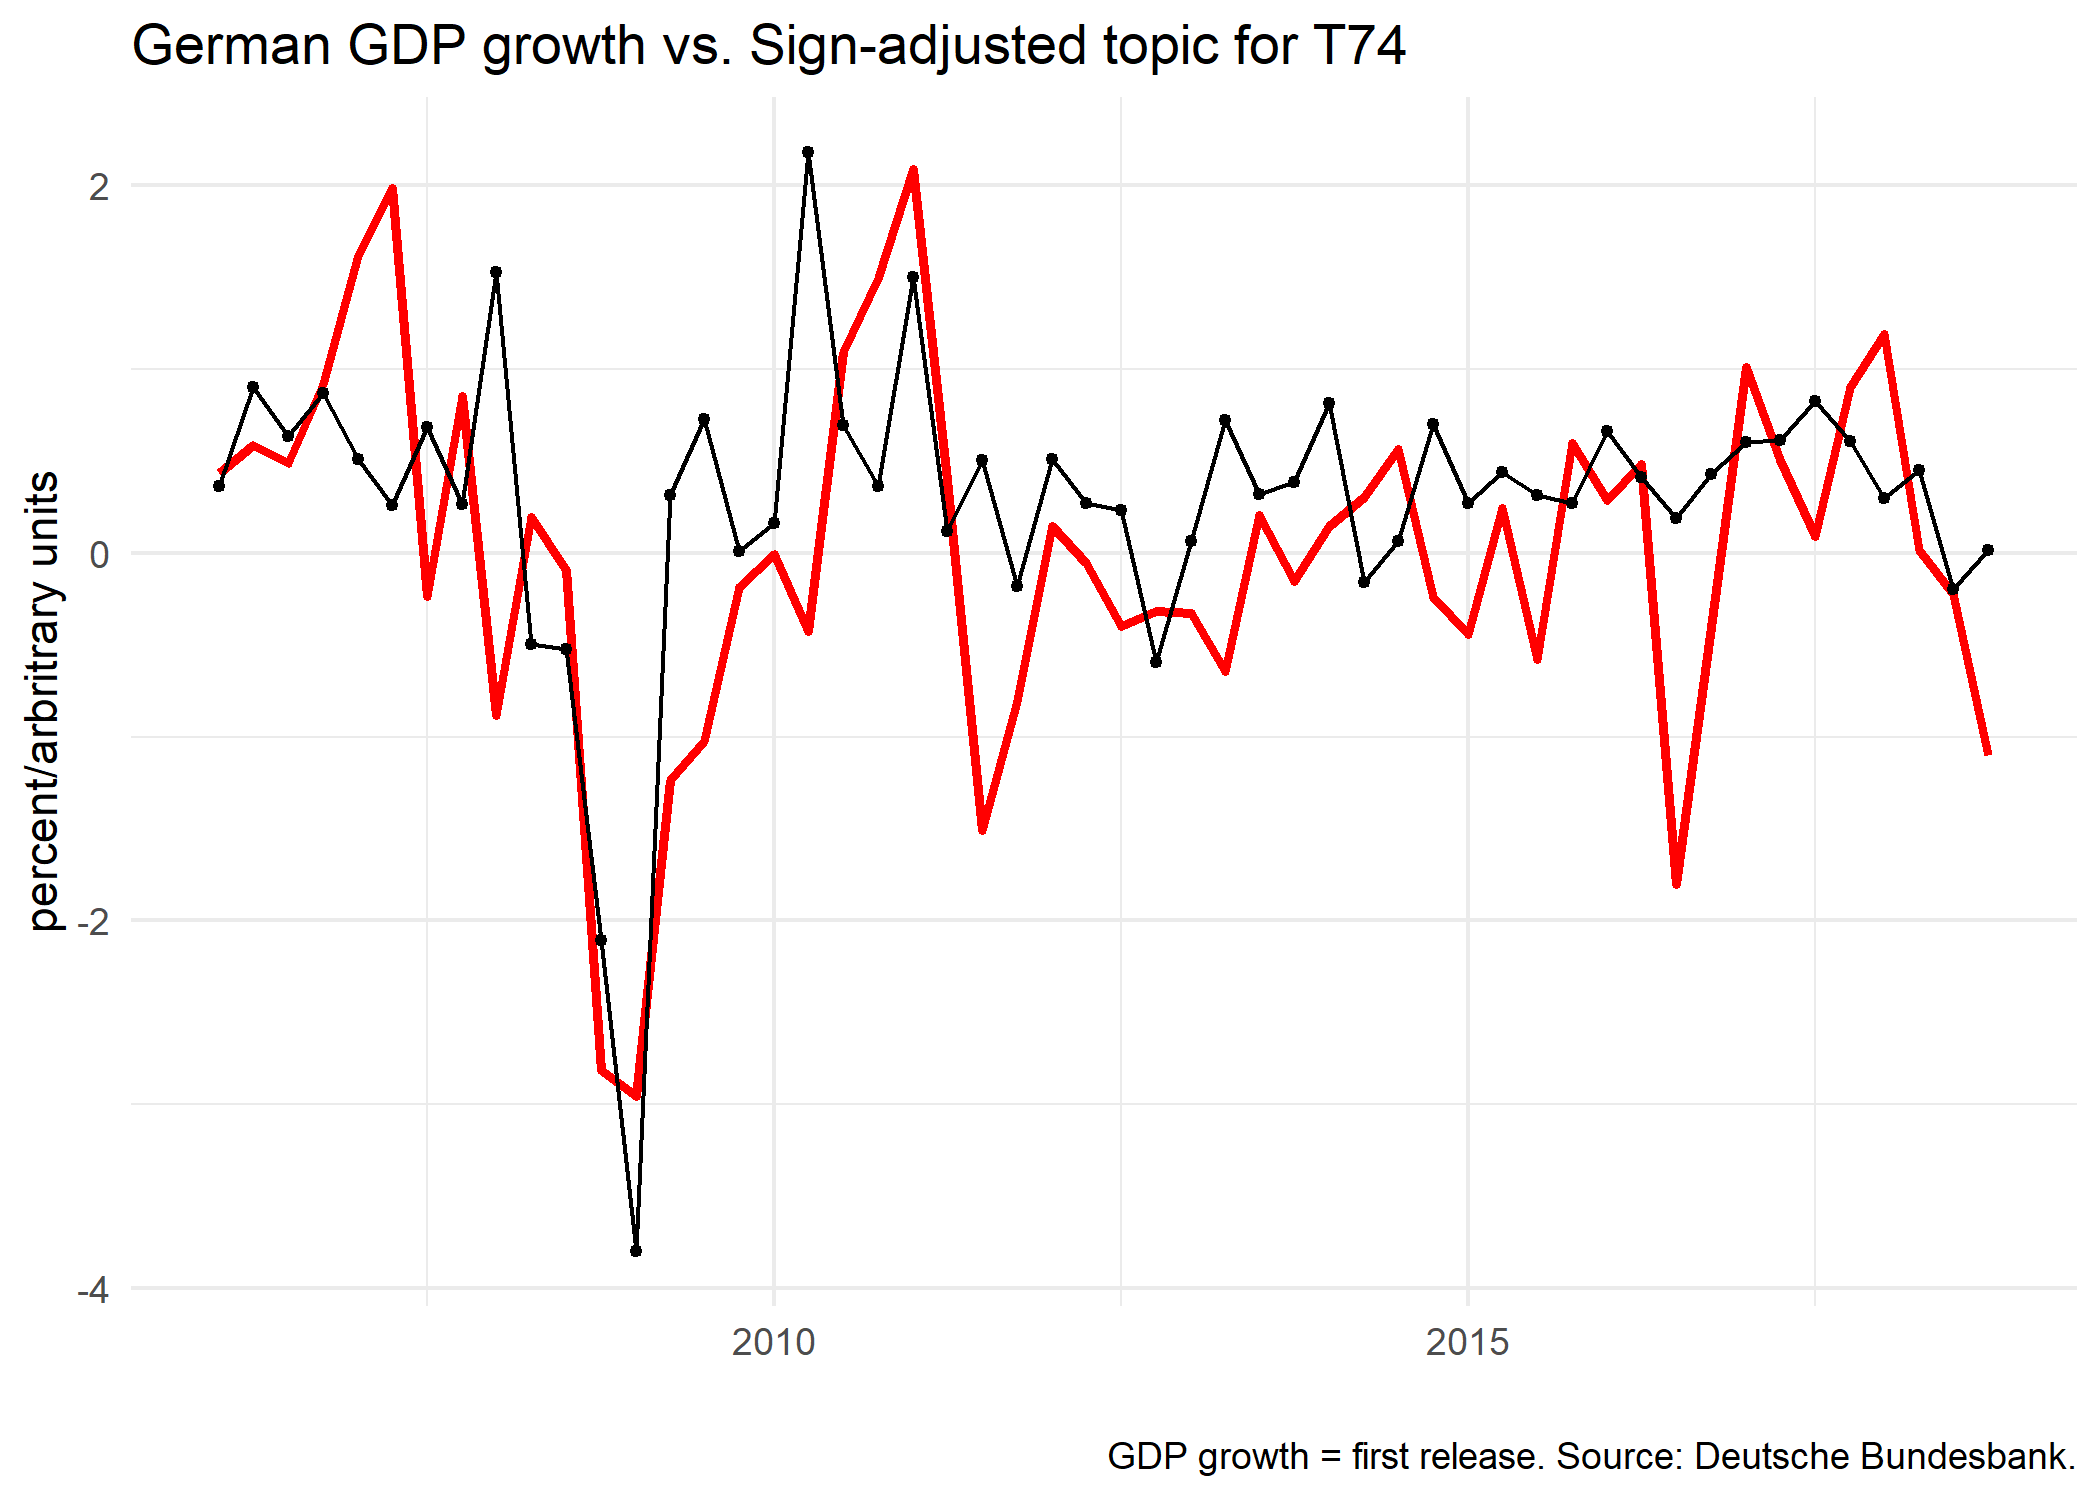 German GDP growth vs. Sign-adjusted topic for T74
percent/arbritrary units
2
0
-2
-4
2010
2015
GDP growth = first release. Source: Deutsche Bundesbank.